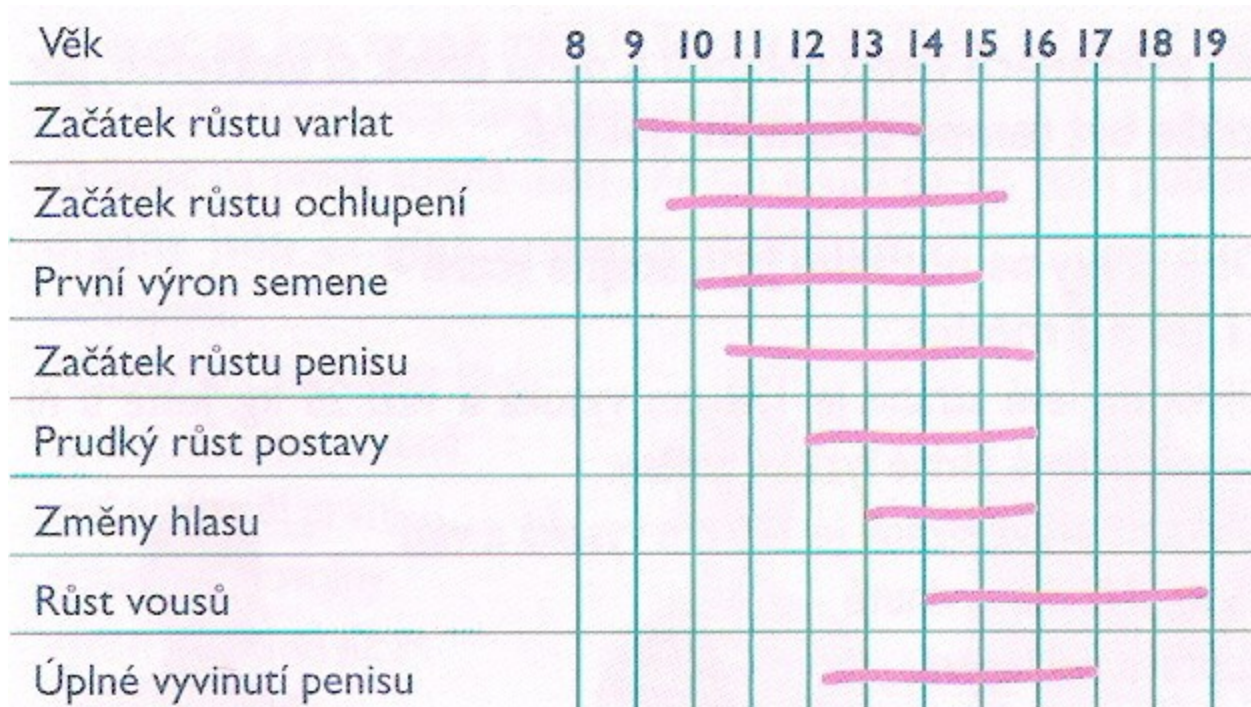 Věk 8 9 10 11 12 13 14 15 16 17 18 19
Začátek růstu varlat
Začátek růstu ochlupení
První výron semene
Začátek růstu penisu
Prudký růst postavy
Změny hlasu
Růst vousů
Úplné vyvinutí penisu